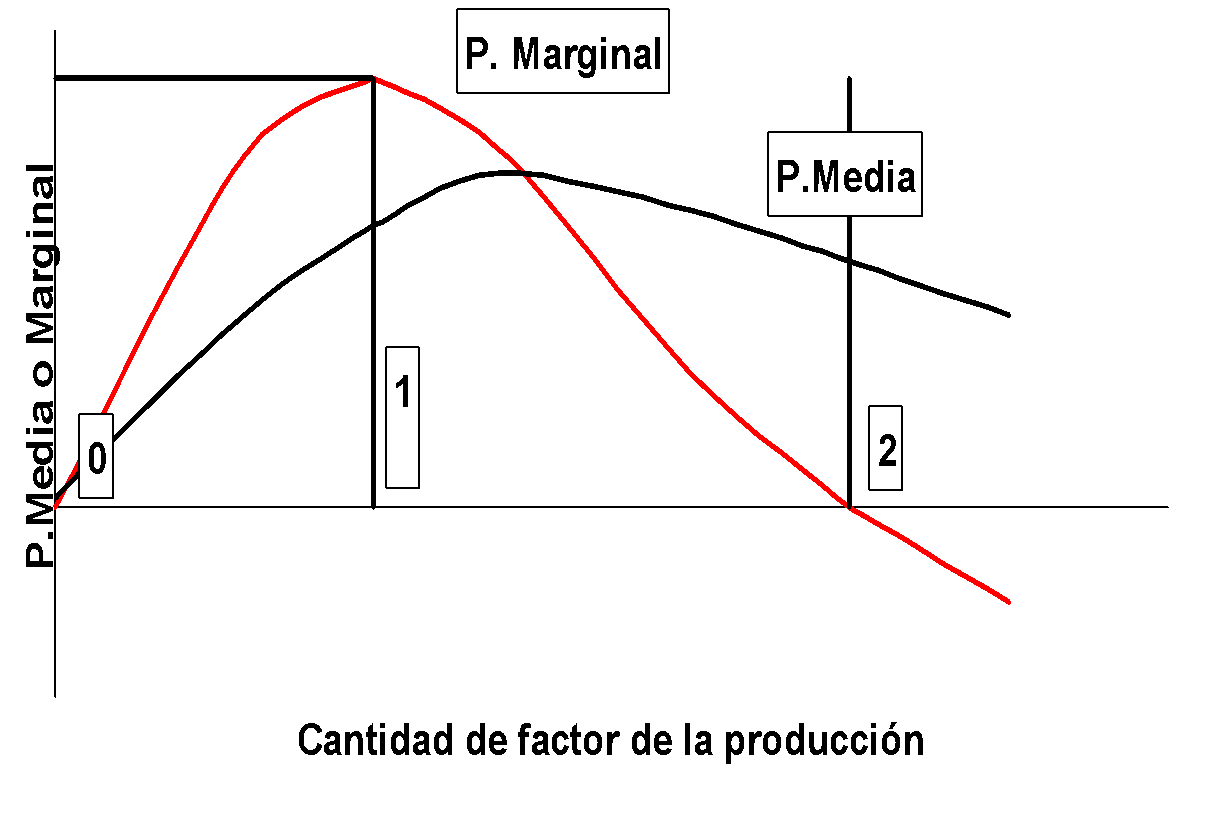 P. Marginal
P.Media
P.Media o Marginal
0
1
2
Cantidad de factor de la producción